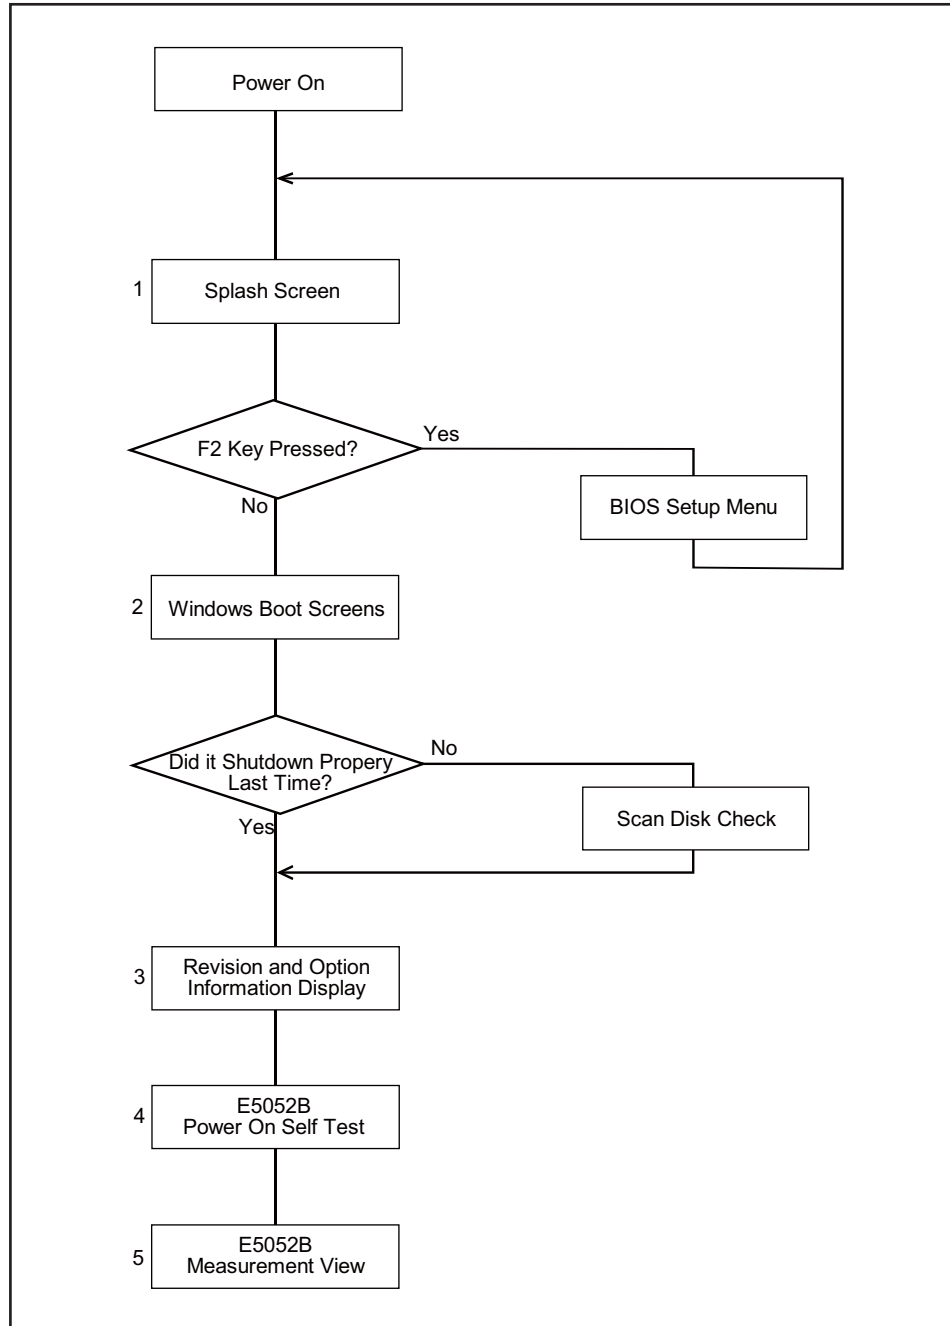 Power On
1
Splash Screen
F2 Key Pressed?
Yes
No
BIOS Setup Menu
2
Windows Boot Screens
Did it Shutdown Propery
Last Time?
No
Yes
Scan Disk Check
3
Revision and Option
Information Display
4
E5052B
Power On Self Test
5
E5052B
Measurement View